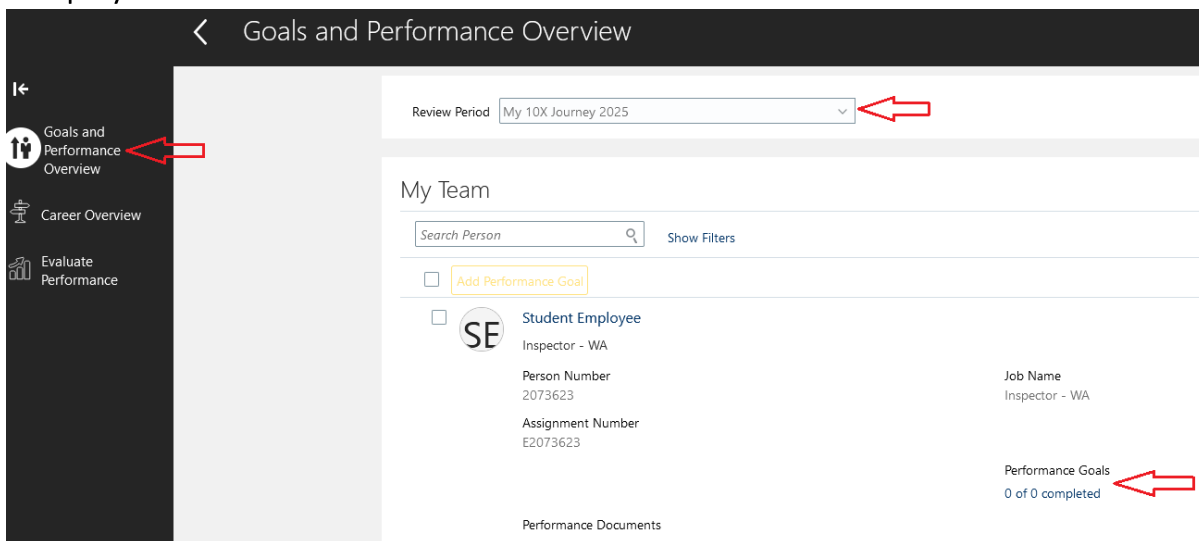 Goals and Performance Overview
Goals and
Performance
Overview
Career Overview
Evaluate
Performance
Review Period My 10X Journey 2025
My Team
Search Person Show Filters
Add Performance Goal
SE
Student Employee
Inspector - WA
Person Number Job Name
2073623 Inspector - WA
Assignment Number
E2073623
Performance Goals
0 of 0 completed
Performance Documents